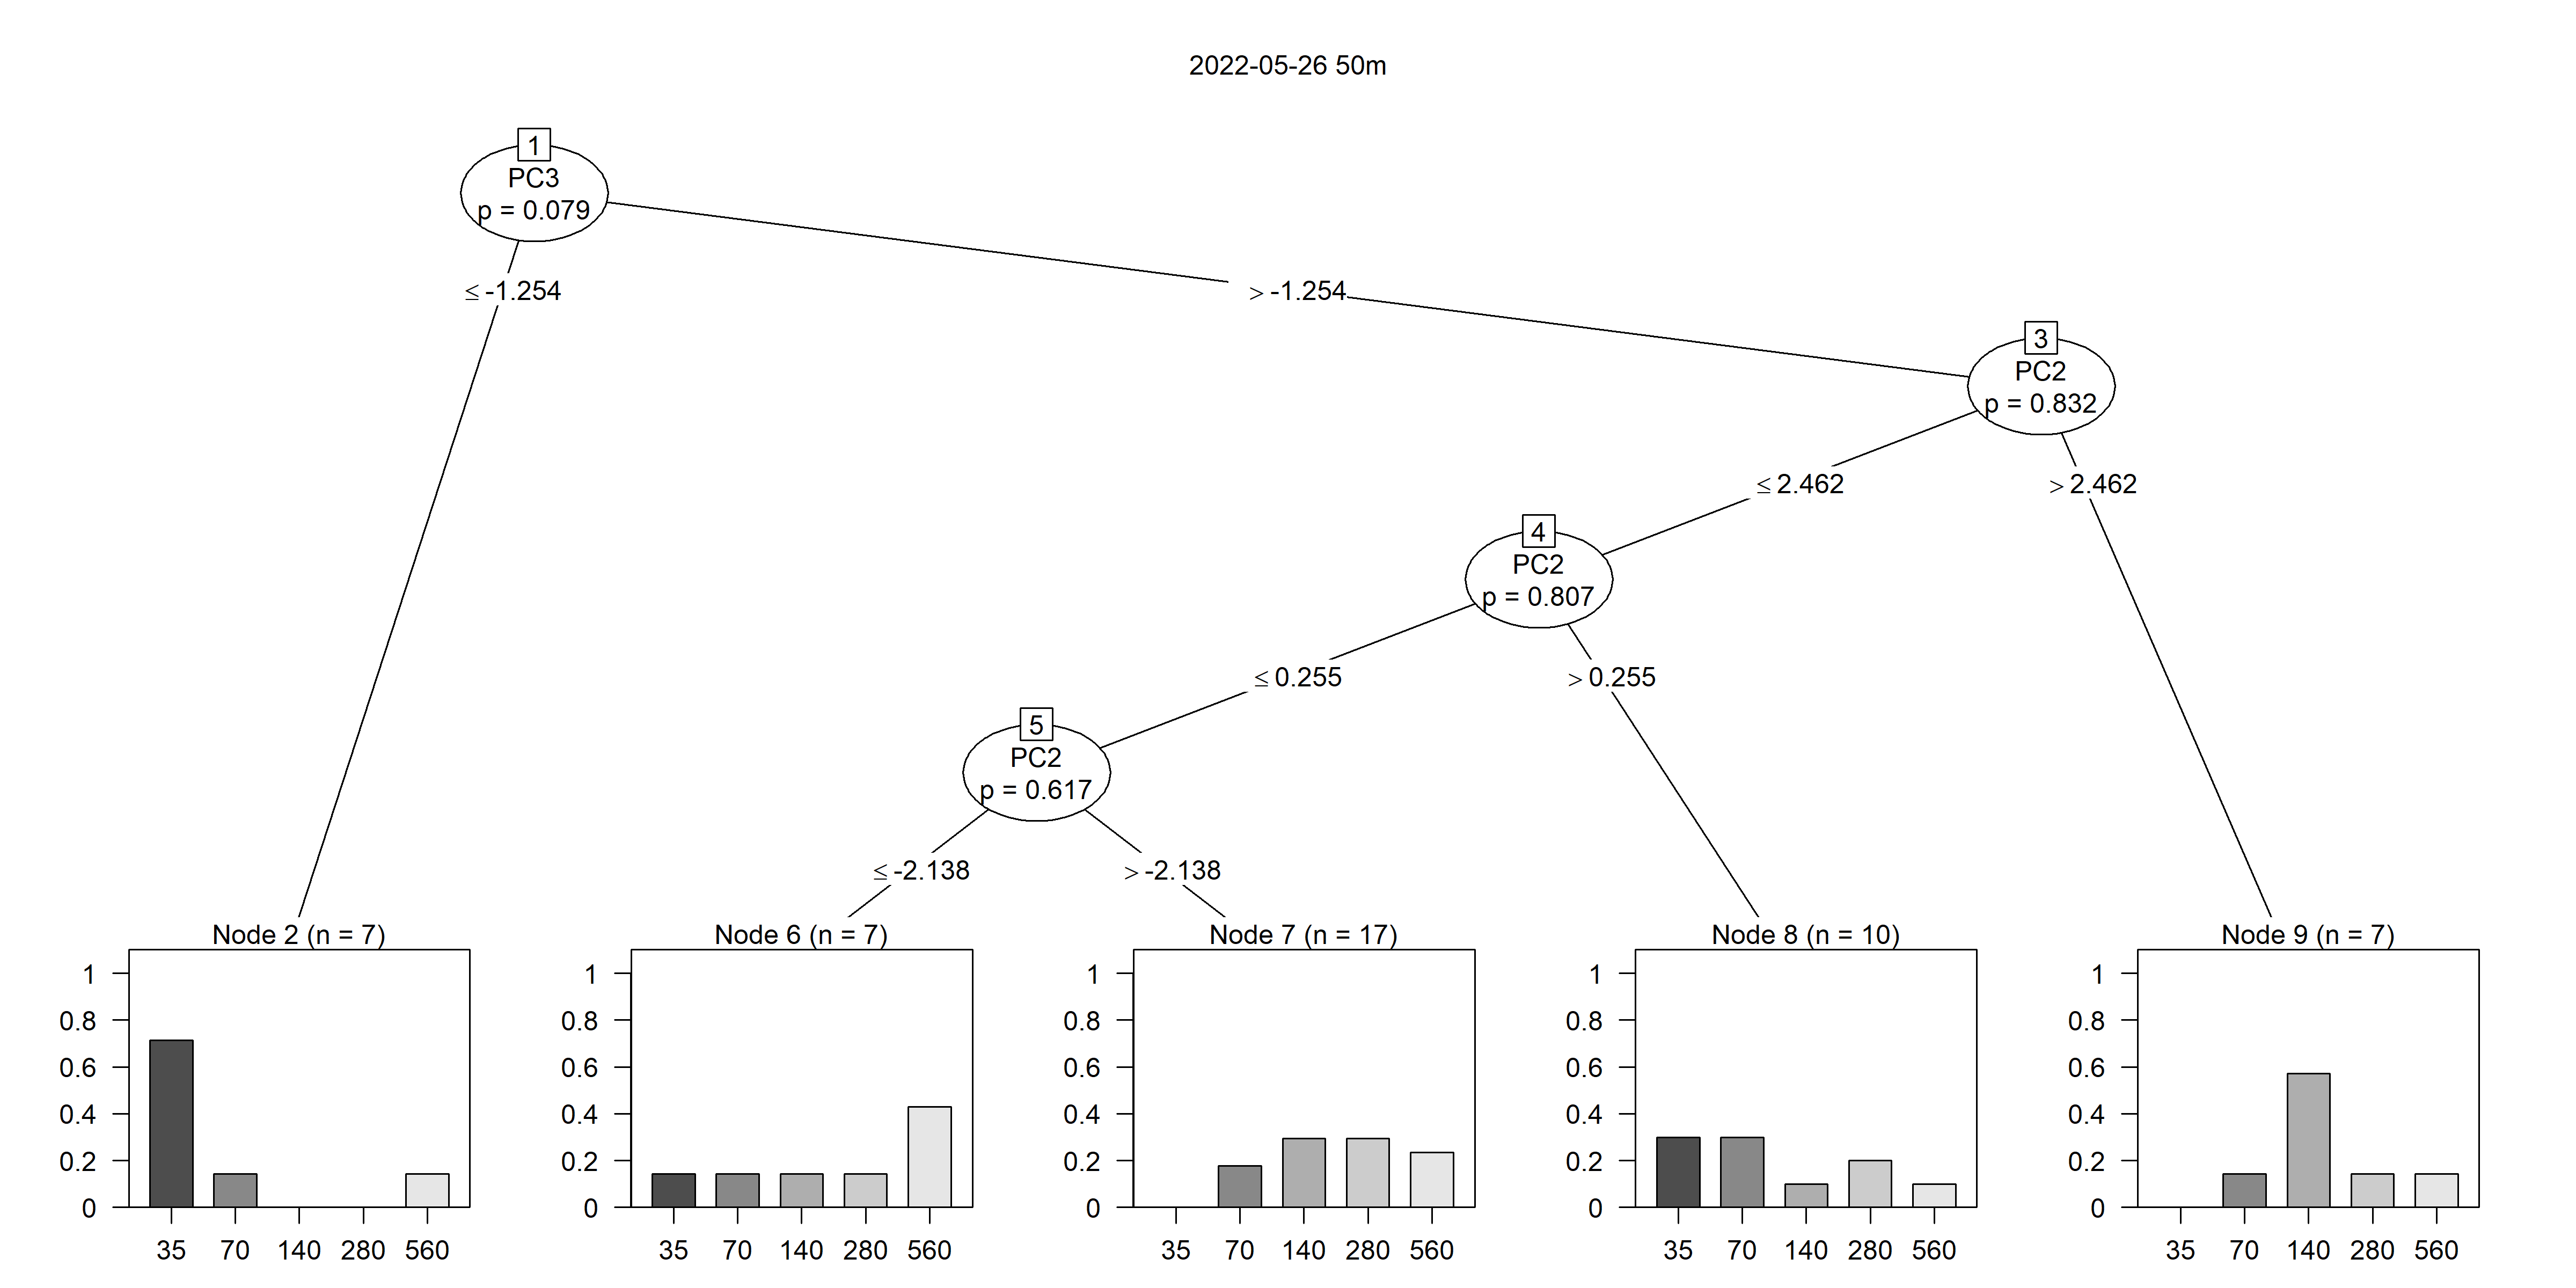 2022-05-26 50m
1
PC3
p = 0.079
≤ -1.254
> -1.254
3
PC2
p = 0.832
≤ 2.462
> 2.462
4
PC2
p = 0.807
≤ 0.255
> 0.255
5
PC2
p = 0.617
≤ -2.138
> -2.138
Node 2 (n = 7)
1
0.8
0.6
0.4
0.2
0
35 70 140 280 560
Node 6 (n = 7)
1
0.8
0.6
0.4
0.2
0
35 70 140 280 560
Node 7 (n = 17)
1
0.8
0.6
0.4
0.2
0
35 70 140 280 560
Node 8 (n = 10)
1
0.8
0.6
0.4
0.2
0
35 70 140 280 560
Node 9 (n = 7)
1
0.8
0.6
0.4
0.2
0
35 70 140 280 560